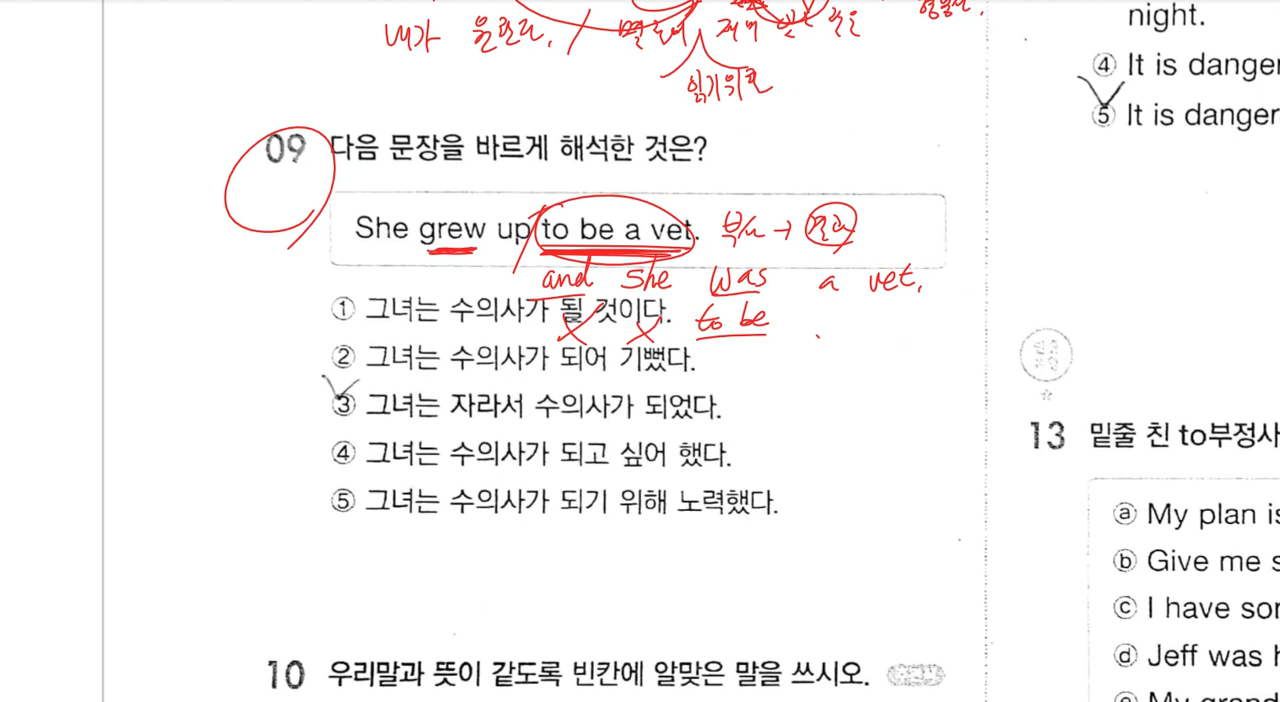 내가
읽기위한
09 다음 문장을 바르게 해석한 것은?
She grew up to be a vet. 부사 → 결과
and she was a vet.
① 그녀는 수의사가 될 것이다. to be
② 그녀는 수의사가 되어 기뻤다.
③ 그녀는 자라서 수의사가 되었다.
④ 그녀는 수의사가 되고 싶어 했다.
⑤ 그녀는 수의사가 되기 위해 노력했다.
10 우리말과 뜻이 같도록 빈칸에 알맞은 말을 쓰시오.
night.
④ It is danger
⑤ It is danger
13 밑줄 친 to부정사
ⓐ My plan is
ⓑ Give me s
ⓒ I have sor
ⓓ Jeff was h